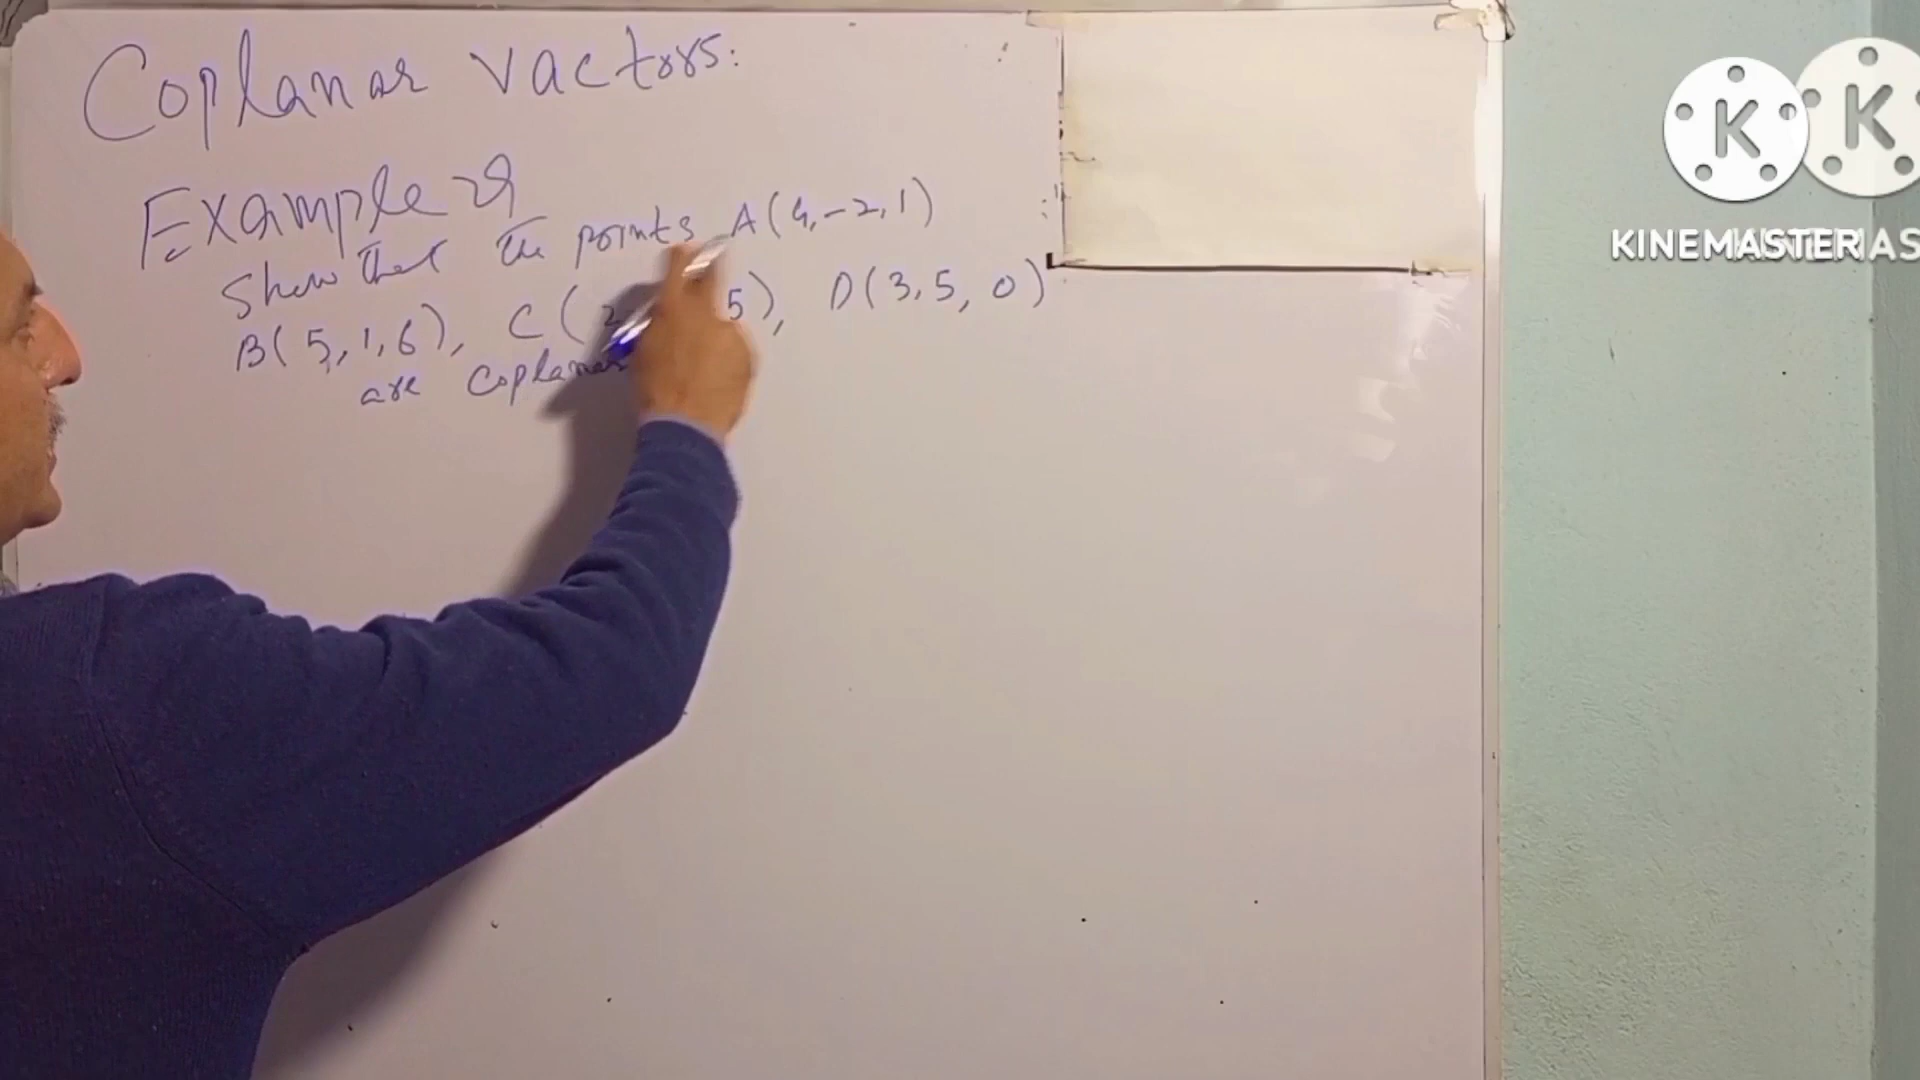 Coplanar vactors:
Example 29
Show that the points A(4,-2,1)
B(5,1,6), C(2 5), D(3,5,0)
are coplanar
KINEMASTER
KINEMAS